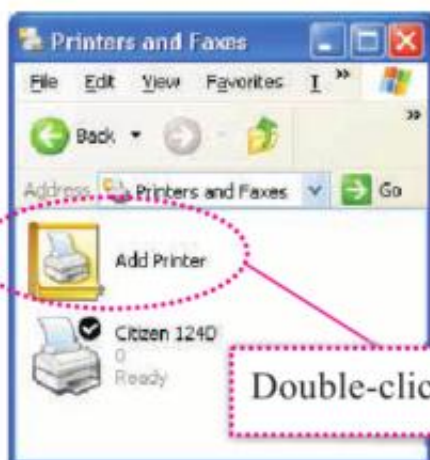 Printers and Faxes
File Edit View Favorites T »
Back
»
Address Printers and Faxes Go
Add Printer
Citizen 124D
0
Ready
Double-clic